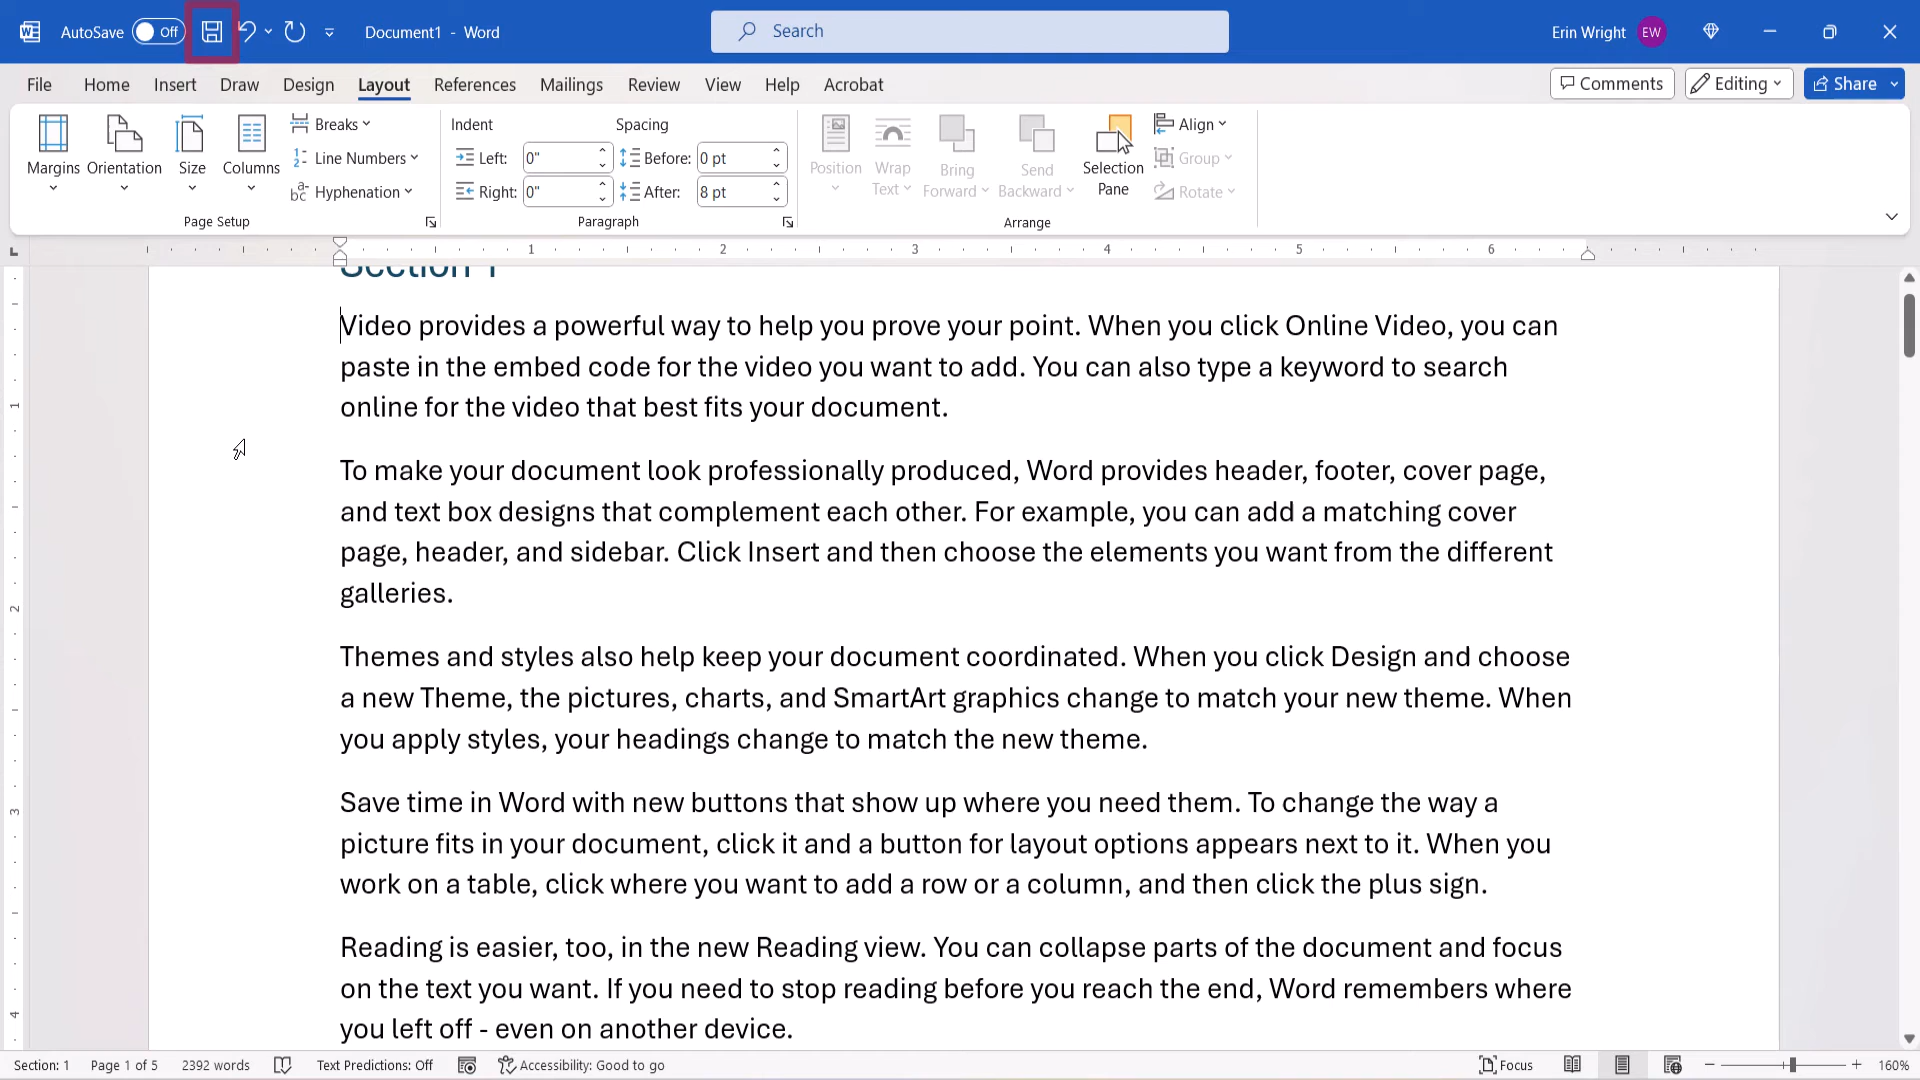 AutoSave Off Document1 - Word Search Erin Wright EW
File Home Insert Draw Design Layout References Mailings Review View Help Acrobat Comments Editing Share
Margins Orientation Size Columns Breaks Line Numbers Hyphenation
Page Setup
Indent Spacing
Left: 0" Before: 0 pt
Right: 0" After: 8 pt
Paragraph
Position Wrap Text Bring Forward Send Backward Selection Pane Align Group Rotate
Arrange
1 2 3 4 5 6
Section 1
Video provides a powerful way to help you prove your point. When you click Online Video, you can
paste in the embed code for the video you want to add. You can also type a keyword to search
online for the video that best fits your document.
To make your document look professionally produced, Word provides header, footer, cover page,
and text box designs that complement each other. For example, you can add a matching cover
page, header, and sidebar. Click Insert and then choose the elements you want from the different
galleries.
Themes and styles also help keep your document coordinated. When you click Design and choose
a new Theme, the pictures, charts, and SmartArt graphics change to match your new theme. When
you apply styles, your headings change to match the new theme.
Save time in Word with new buttons that show up where you need them. To change the way a
picture fits in your document, click it and a button for layout options appears next to it. When you
work on a table, click where you want to add a row or a column, and then click the plus sign.
Reading is easier, too, in the new Reading view. You can collapse parts of the document and focus
on the text you want. If you need to stop reading before you reach the end, Word remembers where
you left off - even on another device.
1
2
3
4
Section: 1 Page 1 of 5 2392 words Text Predictions: Off Accessibility: Good to go Focus 160%